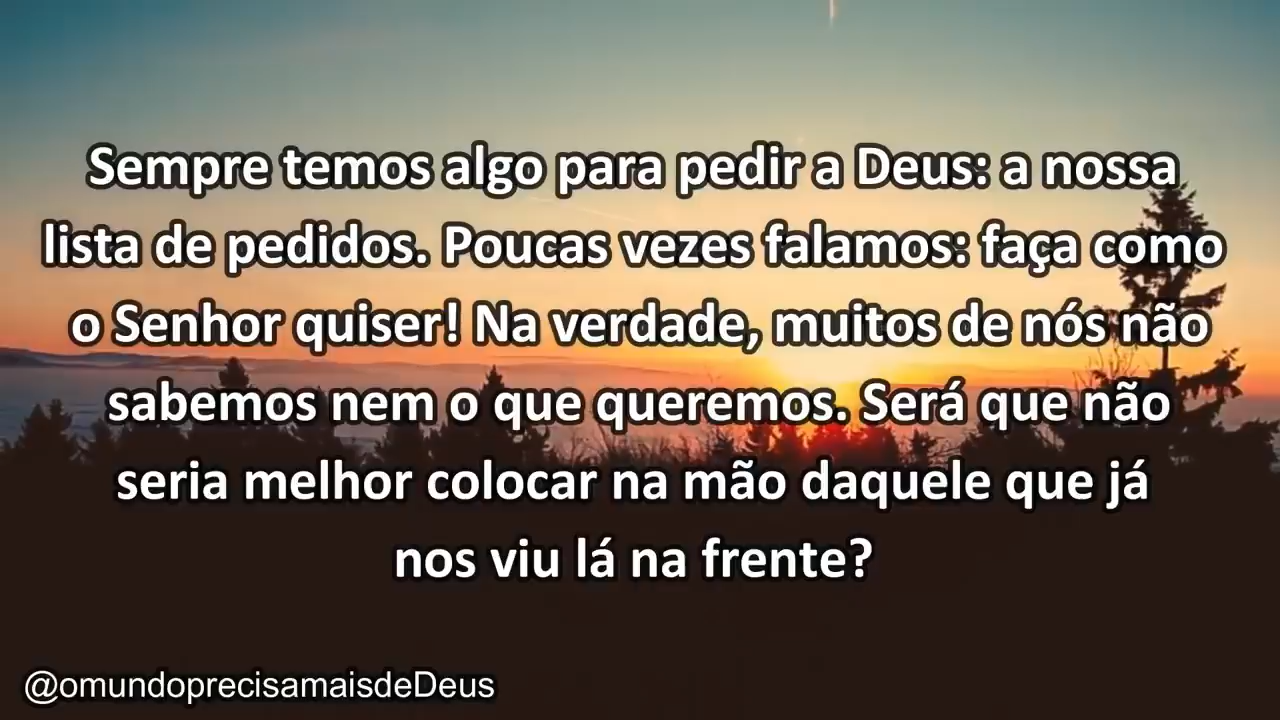 Sempre temos algo para pedir a Deus: a nossa
lista de pedidos. Poucas vezes falamos: faça como
o Senhor quiser! Na verdade, muitos de nós não
sabemos nem o que queremos. Será que não
seria melhor colocar na mão daquele que já
nos viu lá na frente?
@omundoprecisamaisdeDeus